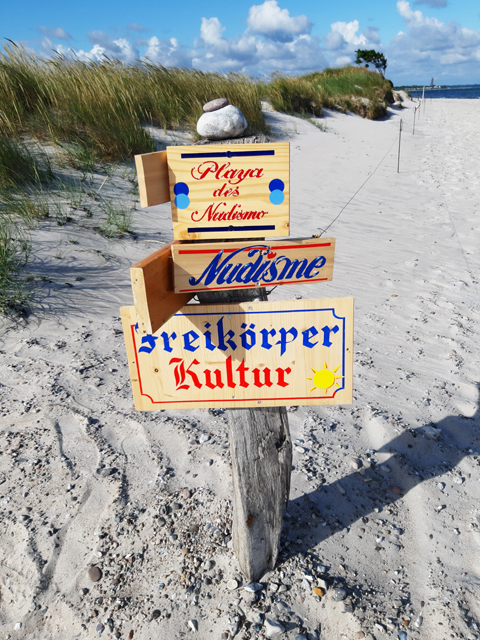 Playa
des
Nudismo
Nudisme
Freikörper
Kultur